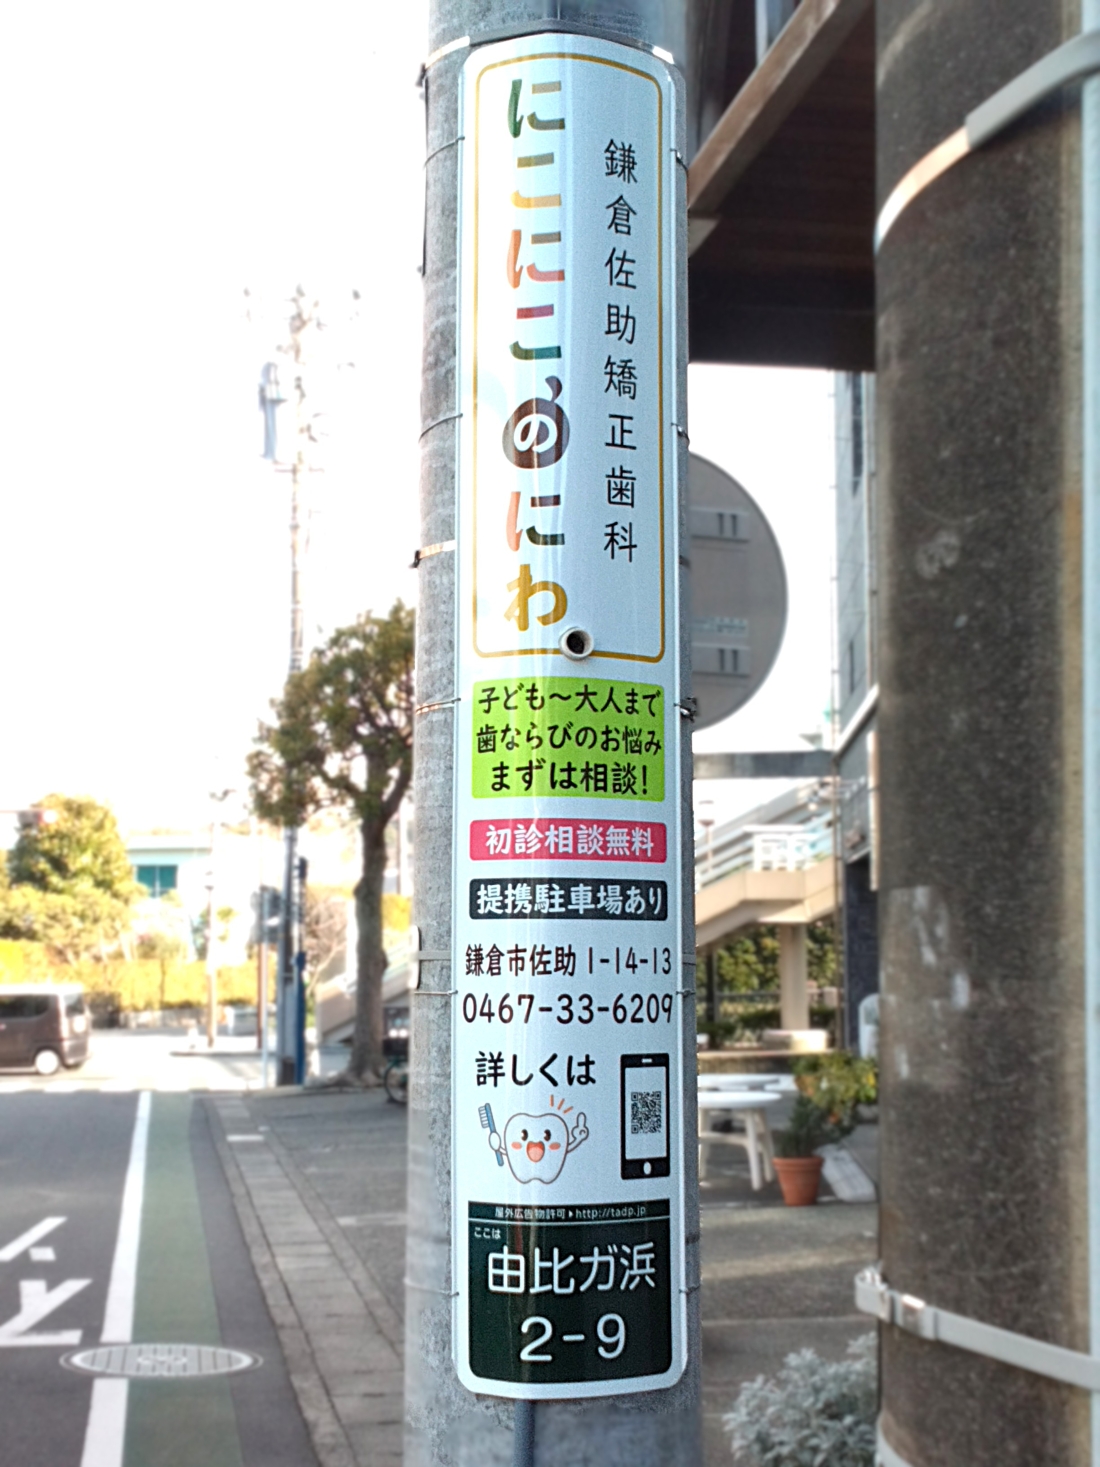 鎌倉佐助矯正歯科
にこにこのにわ
子ども～大人まで
歯ならびのお悩み
まずは相談!
初診相談無料
提携駐車場あり
鎌倉市佐助 1-14-13
0467-33-6209
詳しくは
屋外広告物許可▶http://tadp.jp
ここは
由比ガ浜
2-9